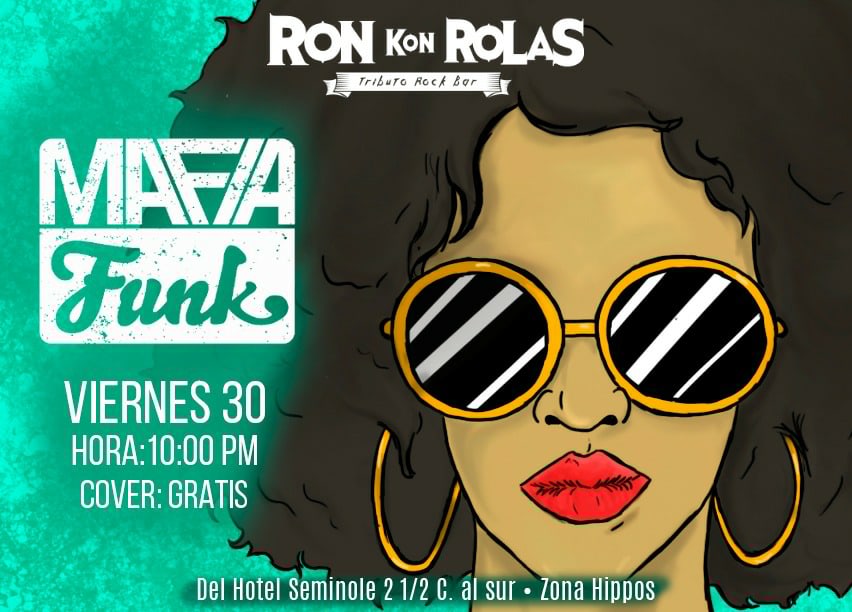 RON KON ROLAS
Tributo Rock Bar
MAFIA
Funk
VIERNES 30
HORA:10:00 PM
COVER: GRATIS
Del Hotel Seminole 2 1/2 C. al sur • Zona Hippos